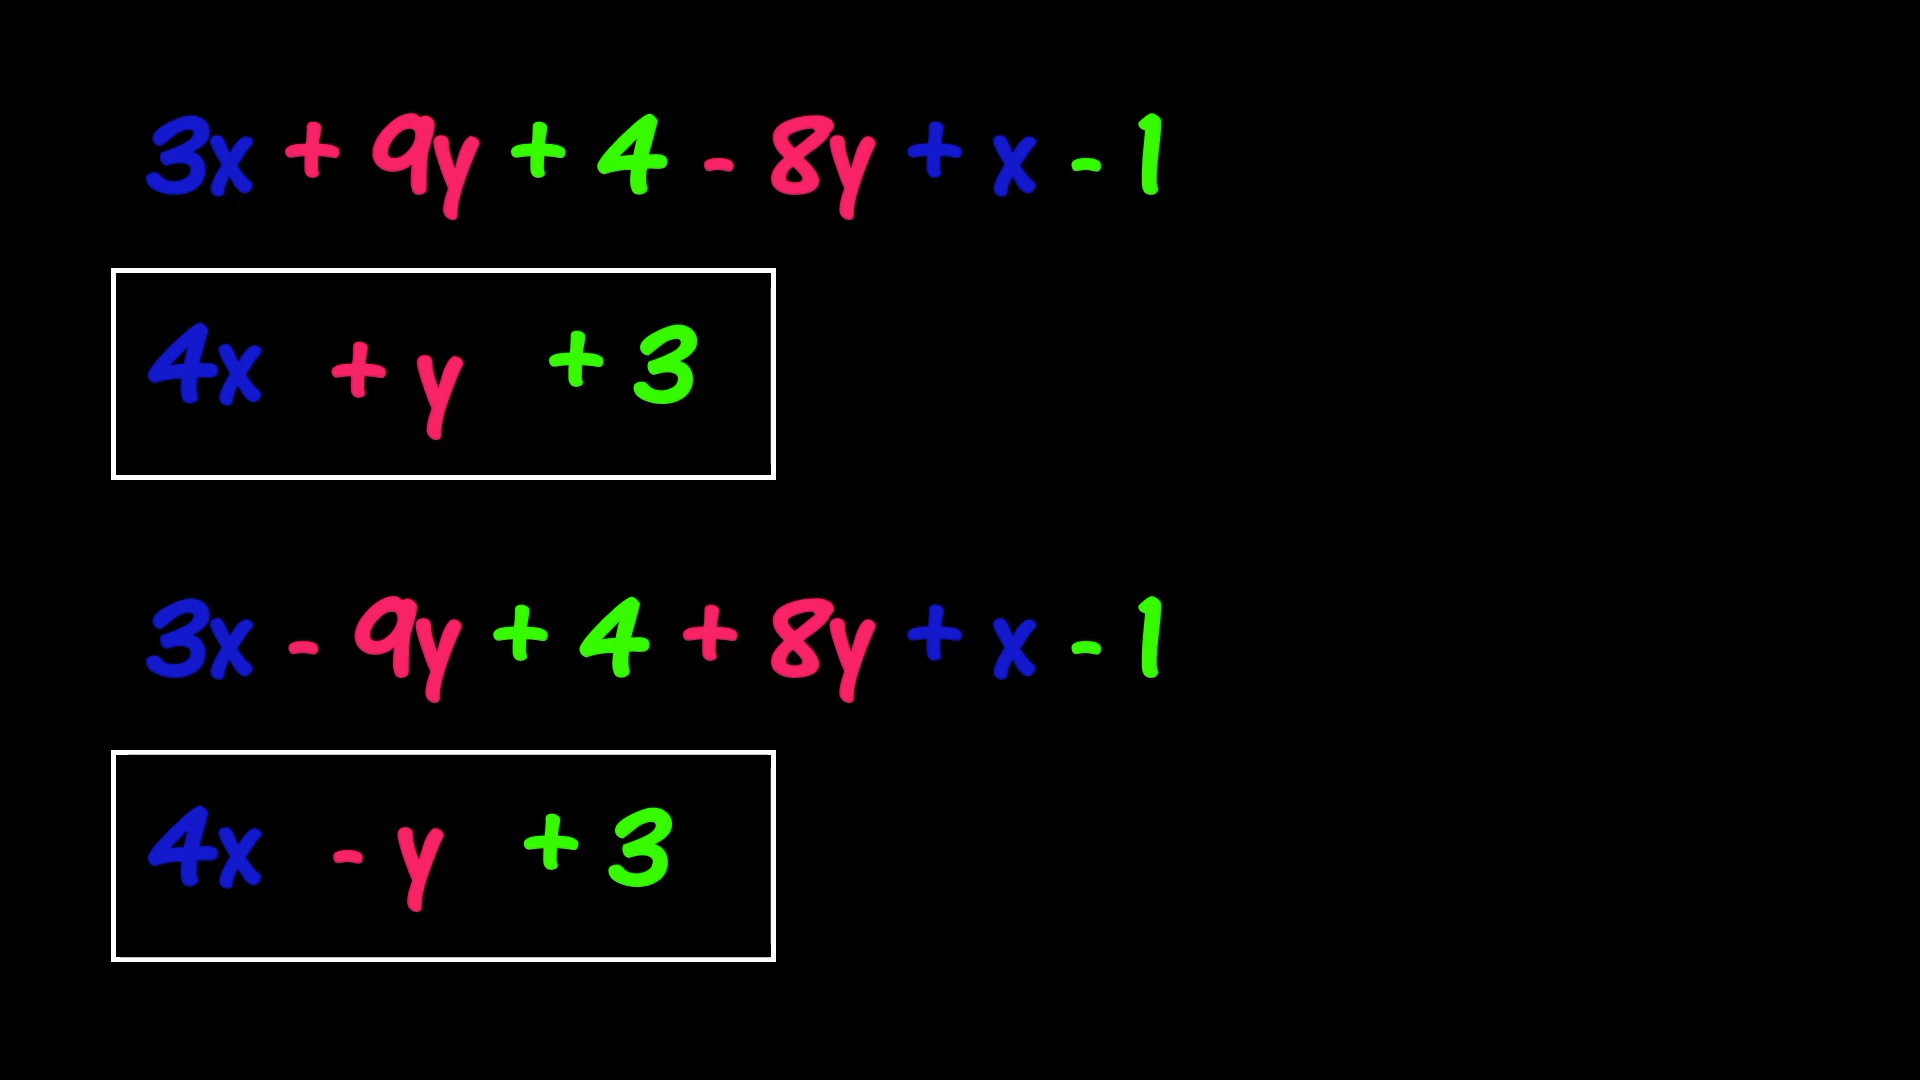 3x + 9y + 4 - 8y + x - 1
4x + y + 3
3x - 9y + 4 + 8y + x - 1
4x - y + 3